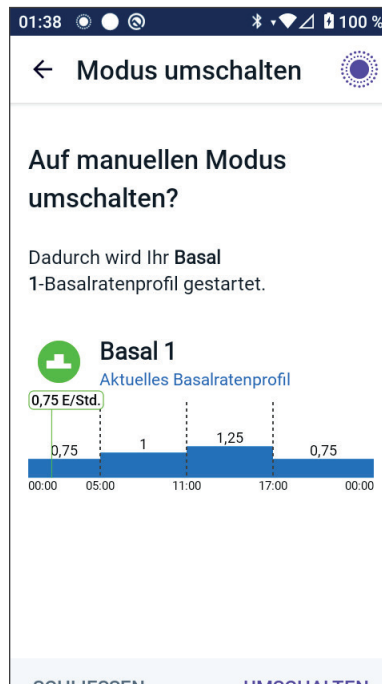 01:38 100 %
Modus umschalten
Auf manuellen Modus
umschalten?
Dadurch wird Ihr Basal
1-Basalratenprofil gestartet.
Basal 1
Aktuelles Basalratenprofil
0,75 E/Std.
0,75 1 1,25 0,75
00:00 05:00 11:00 17:00 00:00
SCHLIESSEN UMSCHALTEN